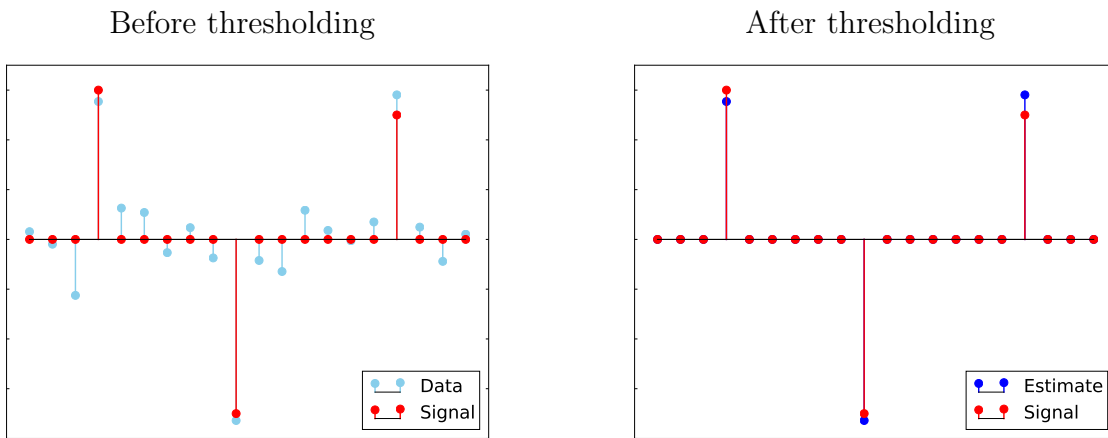 Before thresholding
Data
Signal
After thresholding
Estimate
Signal